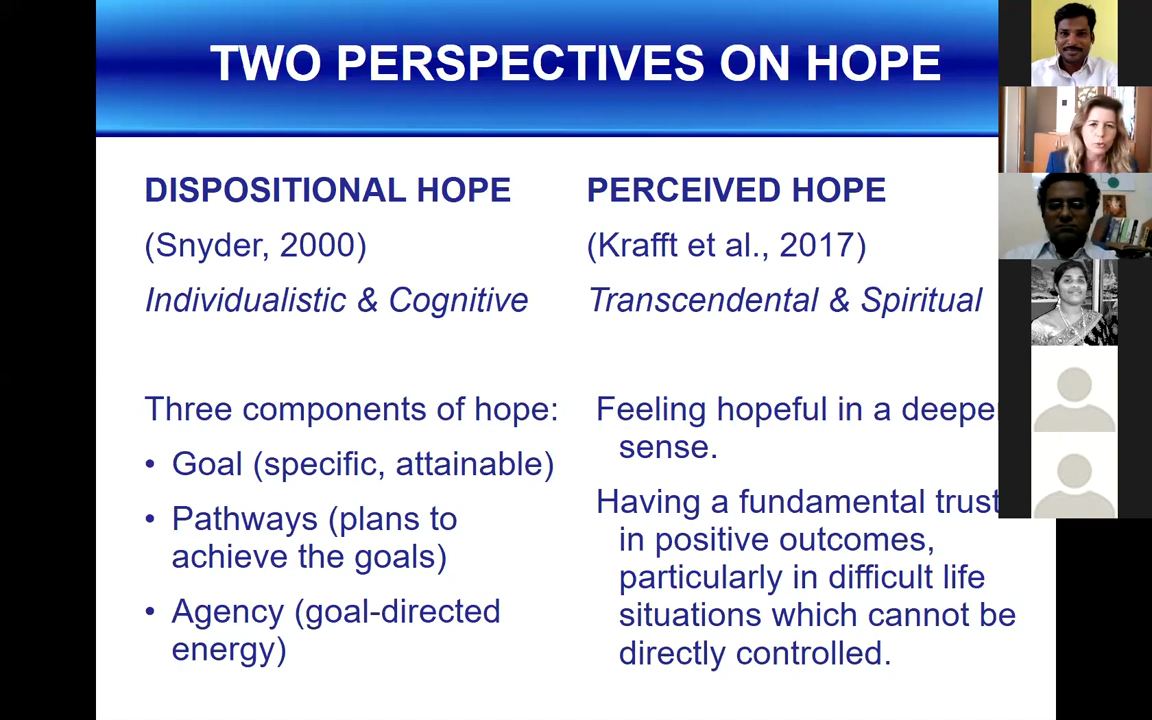 TWO PERSPECTIVES ON HOPE
DISPOSITIONAL HOPE
(Snyder, 2000)
Individualistic & Cognitive
Three components of hope:
• Goal (specific, attainable)
• Pathways (plans to
achieve the goals)
• Agency (goal-directed
energy)
PERCEIVED HOPE
(Krafft et al., 2017)
Transcendental & Spiritual
Feeling hopeful in a deeper
sense.
Having a fundamental trust
in positive outcomes,
particularly in difficult life
situations which cannot be
directly controlled.